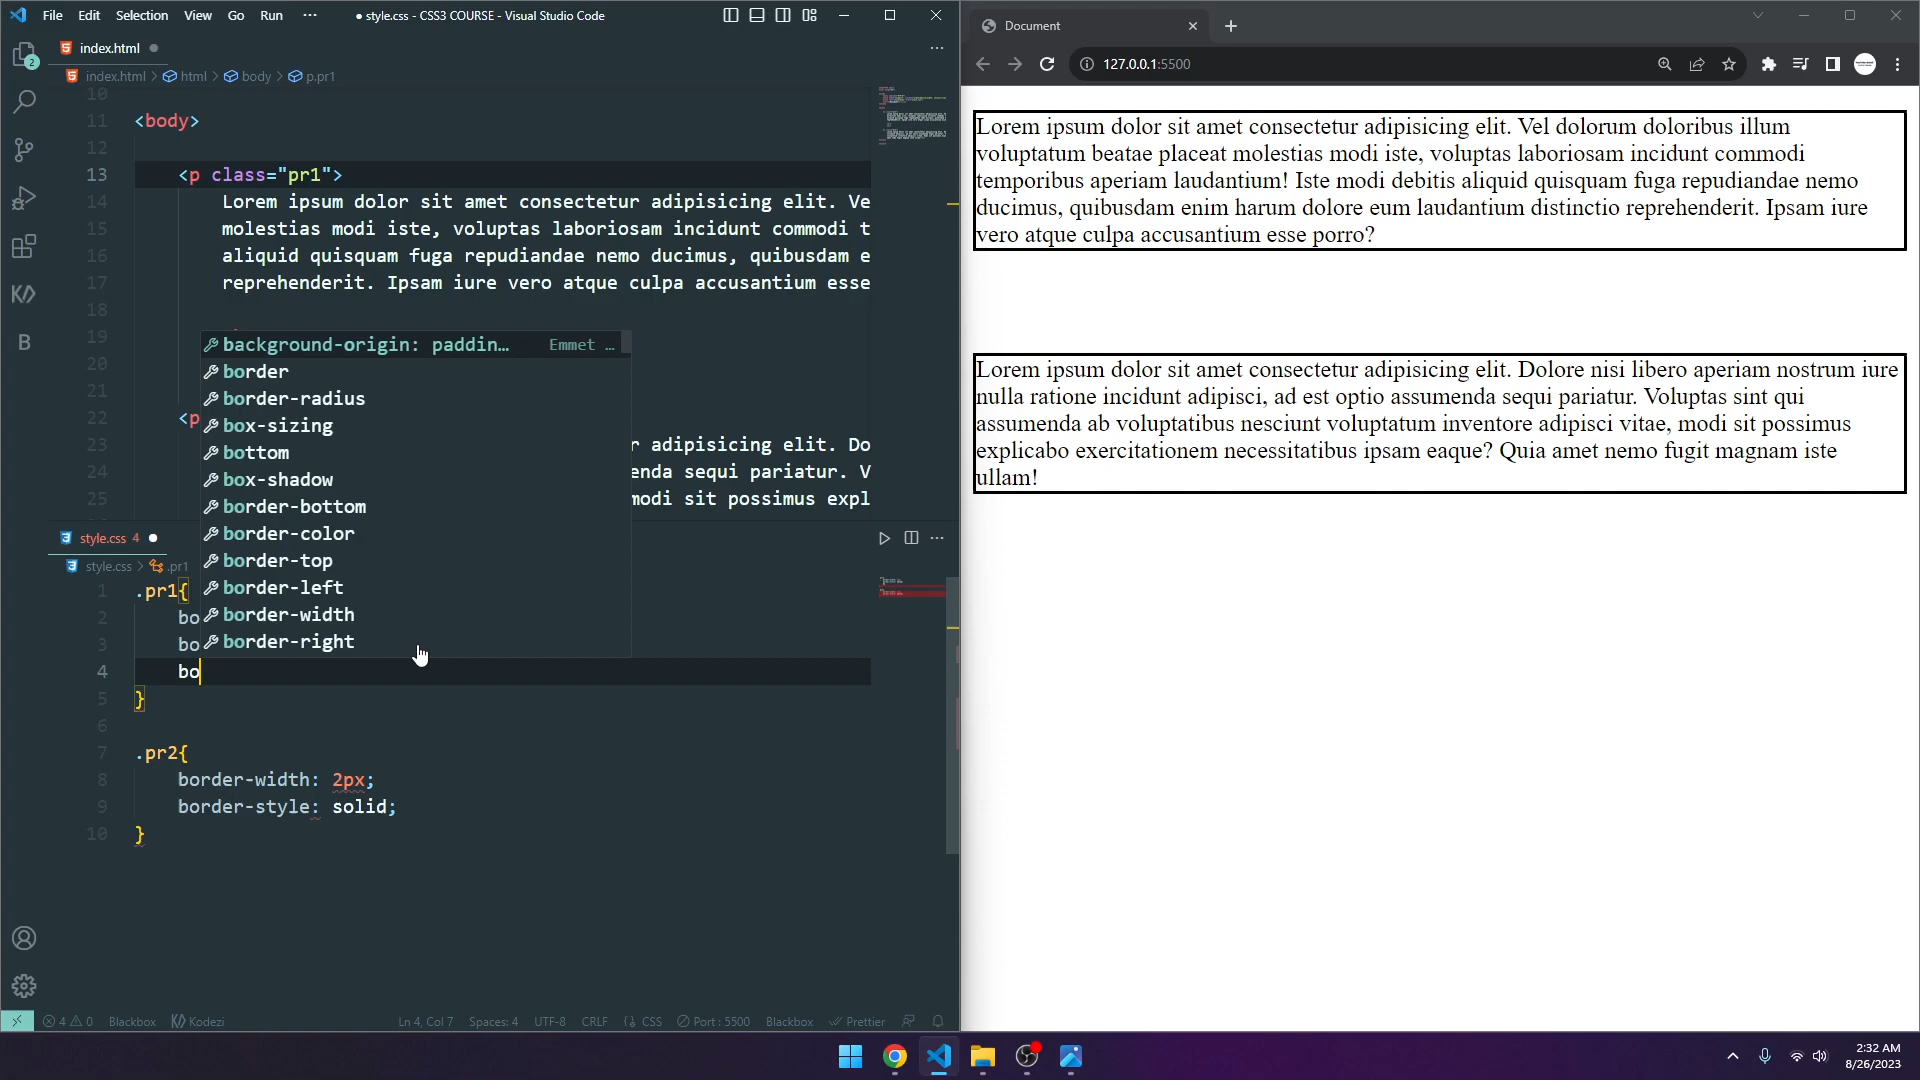 File Edit Selection View Go Run ··· ● style.css - CSS3 COURSE - Visual Studio Code
index.html
index.html > html > body > p.pr1
10
11 <body>
12
13 <p class="pr1">
14 Lorem ipsum dolor sit amet consectetur adipisicing elit. Ve
15 molestias modi iste, voluptas laboriosam incidunt commodi t
16 aliquid quisquam fuga repudiandae nemo ducimus, quibusdam e
17 reprehenderit. Ipsam iure vero atque culpa accusantium esse
18
19
20
21
22 <p
23 r adipisicing elit. Do
24 enda sequi pariatur. V
25 modi sit possimus expl
background-origin: paddin... Emmet ...
border
border-radius
box-sizing
bottom
box-shadow
border-bottom
border-color
border-top
border-left
border-width
border-right
style.css 4
style.css > .pr1
1 .pr1{
2 bo
3 bo
4 bo
5 }
6
7 .pr2{
8 border-width: 2px;
9 border-style: solid;
10 }
2
B
4 0 Blackbox Kodezi Ln 4, Col 7 Spaces: 4 UTF-8 CRLF {} CSS Port : 5500 Blackbox Prettier
Document
127.0.0.1:5500
Lorem ipsum dolor sit amet consectetur adipisicing elit. Vel dolorum doloribus illum
voluptatum beatae placeat molestias modi iste, voluptas laboriosam incidunt commodi
temporibus aperiam laudantium! Iste modi debitis aliquid quisquam fuga repudiandae nemo
ducimus, quibusdam enim harum dolore eum laudantium distinctio reprehenderit. Ipsam iure
vero atque culpa accusantium esse porro?
Lorem ipsum dolor sit amet consectetur adipisicing elit. Dolore nisi libero aperiam nostrum iure
nulla ratione incidunt adipisci, ad est optio assumenda sequi pariatur. Voluptas sint qui
assumenda ab voluptatibus nesciunt voluptatum inventore adipisci vitae, modi sit possimus
explicabo exercitationem necessitatibus ipsam eaque? Quia amet nemo fugit magnam iste
ullam!
2:32 AM
8/26/2023